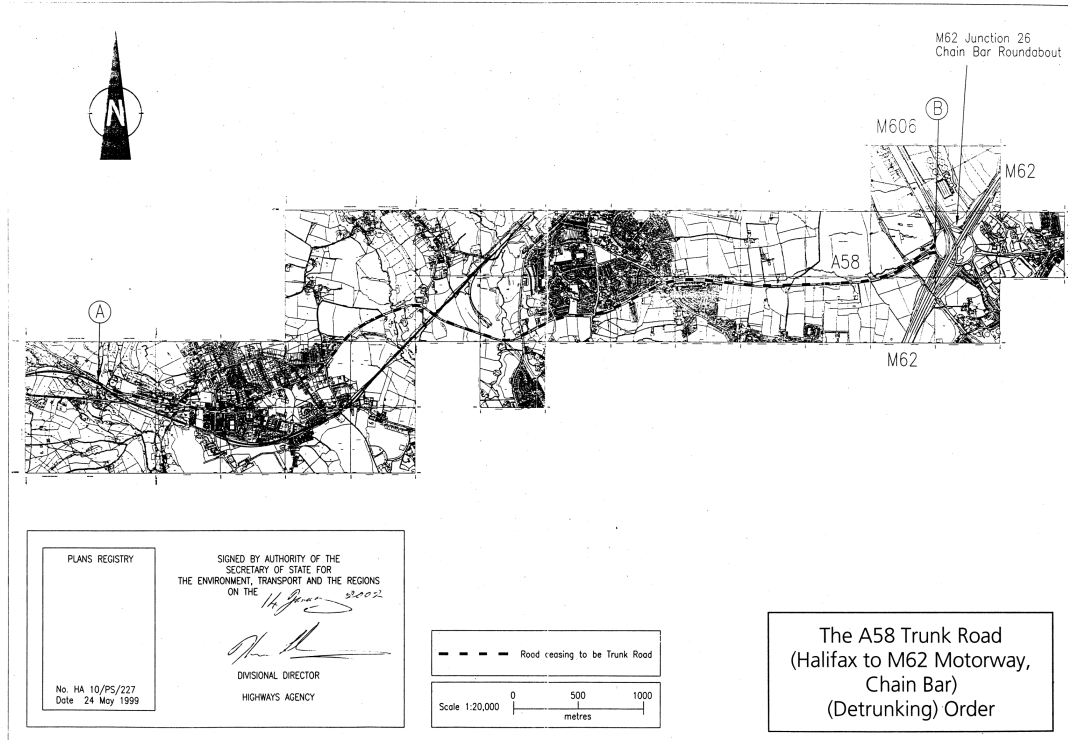 M62 Junction 26
Chain Bar Roundabout
N
B
M606
M62
A58
A
M62
PLANS REGISTRY
No. HA 10/PS/227
Date 24 May 1999
SIGNED BY AUTHORITY OF THE
SECRETARY OF STATE FOR
THE ENVIRONMENT, TRANSPORT AND THE REGIONS
ON THE 14 January 2002
DIVISIONAL DIRECTOR
HIGHWAYS AGENCY
Road ceasing to be Trunk Road
Scale 1:20,000
0 500 1000
metres
The A58 Trunk Road
(Halifax to M62 Motorway,
Chain Bar)
(Detrunking) Order